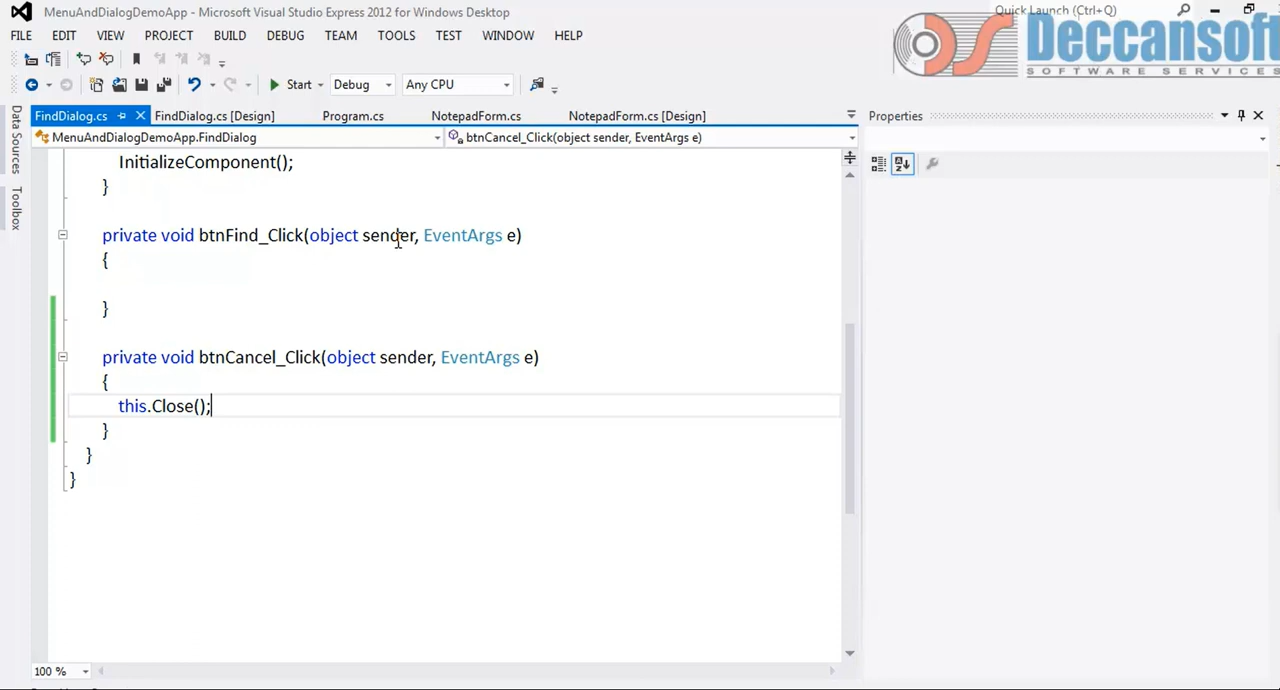 MenuAndDialogDemoApp - Microsoft Visual Studio Express 2012 for Windows Desktop
Quick Launch (Ctrl+Q)
FILE EDIT VIEW PROJECT BUILD DEBUG TEAM TOOLS TEST WINDOW HELP
Deccansoft
SOFTWARE SERVICES
Start Debug Any CPU
FindDialog.cs FindDialog.cs [Design] Program.cs NotepadForm.cs NotepadForm.cs [Design]
Properties
MenuAndDialogDemoApp.FindDialog btnCancel_Click(object sender, EventArgs e)
Data Sources
Toolbox
InitializeComponent();
}
private void btnFind_Click(object sender, EventArgs e)
{
}
private void btnCancel_Click(object sender, EventArgs e)
{
this.Close();
}
}
}
100 %